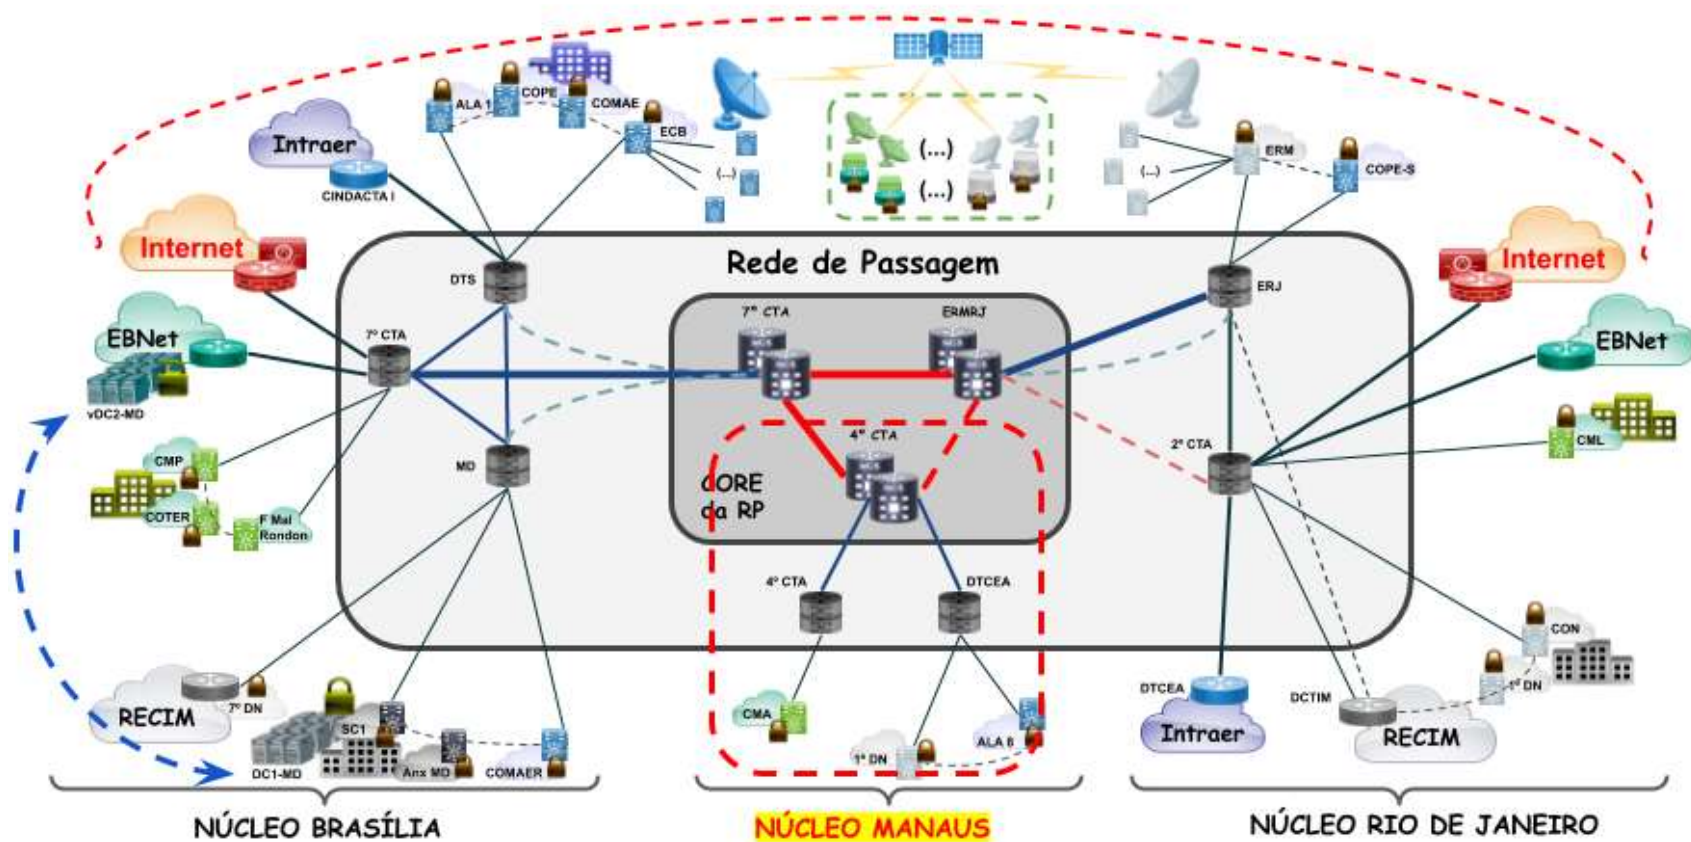 ALA 1
COPE
COMAE
ECB
(...)
Intraer
CINDACTA I
(...)
(...)
ERM
(...)
COPE-S
Internet
Rede de Passagem
Internet
DTS
ERJ
7º CTA
ERMRJ
EBNet
7º CTA
EBNet
vDC2-MD
4º CTA
2º CTA
CML
CMP
MD
CORE
da RP
COTER
F Mal
Rondon
4º CTA
DTCEA
CON
DTCEA
DCTIM
1º DN
RECIM
7º DN
CMA
SC1
1º DN
ALA 8
Intraer
RECIM
DC1-MD
Anx MD
COMAER
NÚCLEO BRASÍLIA
NÚCLEO MANAUS
NÚCLEO RIO DE JANEIRO